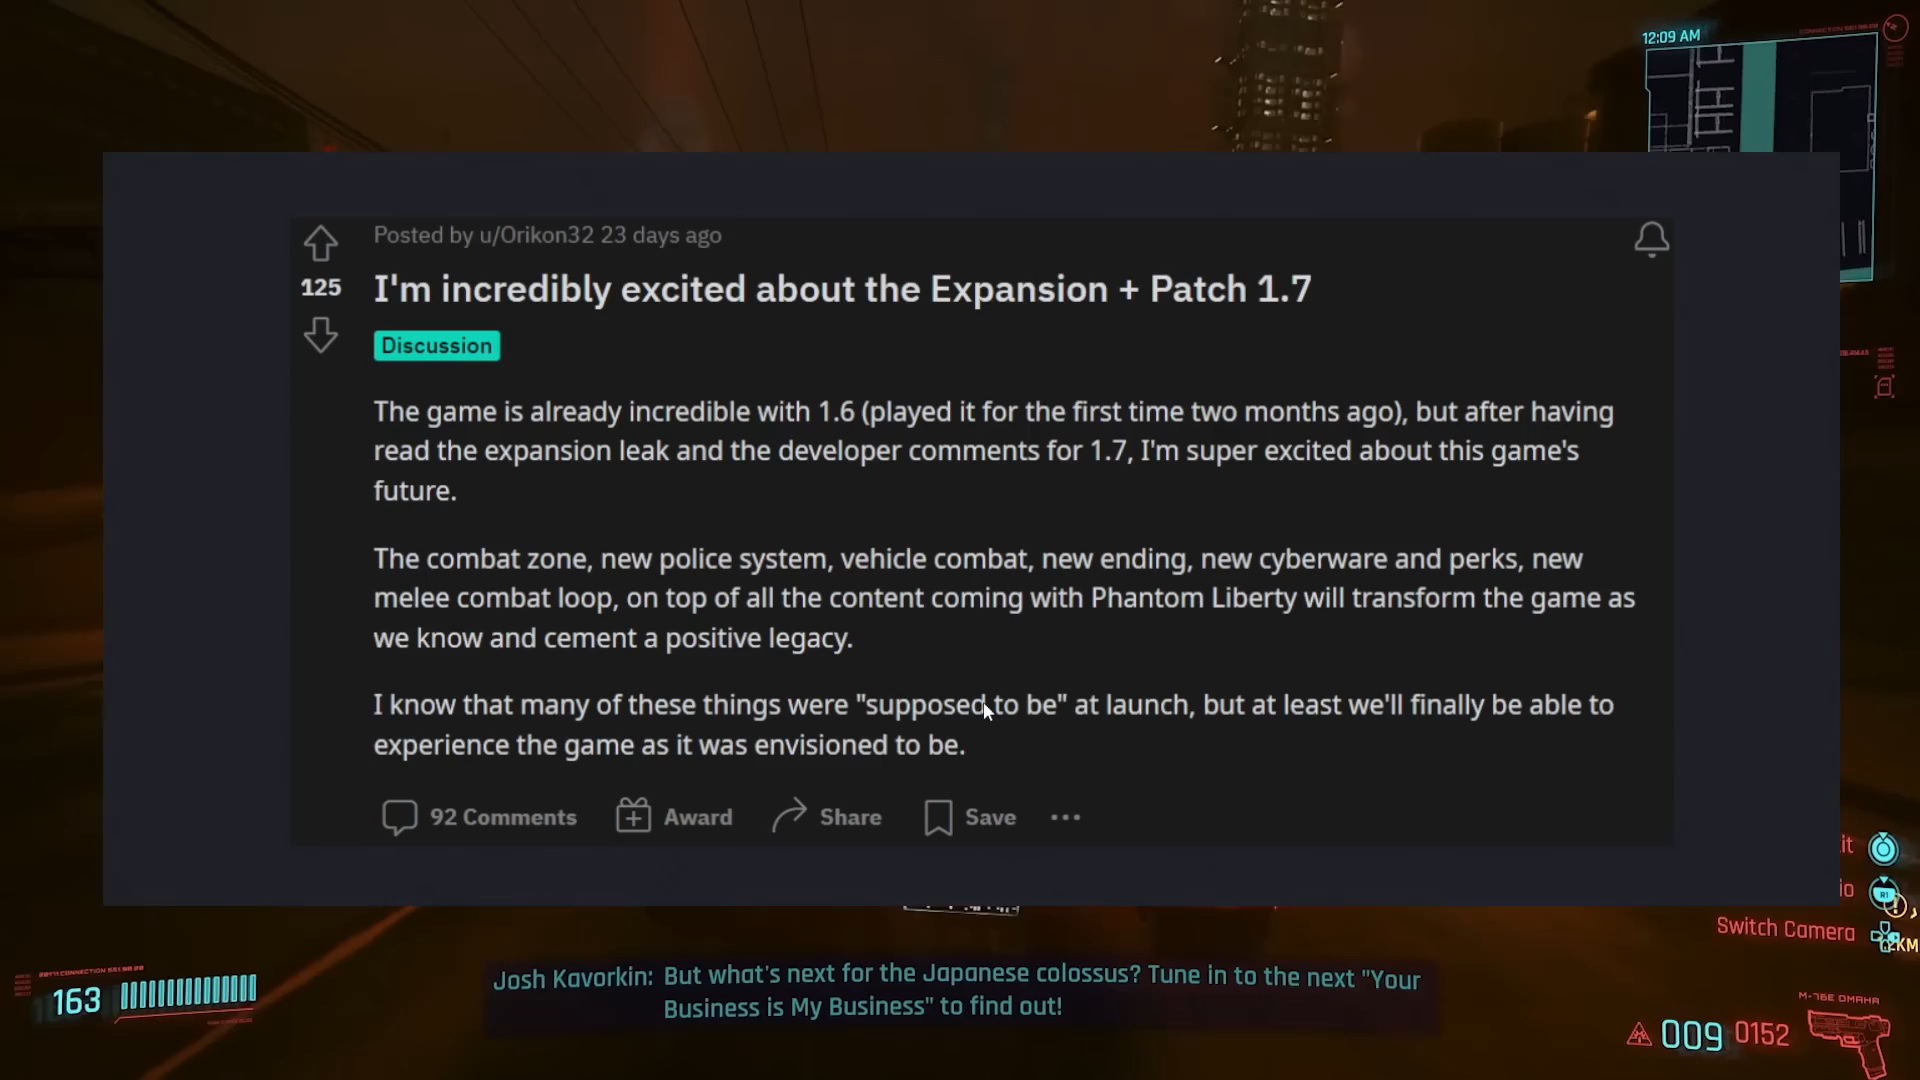 12:09 AM
Posted by u/Orikon32 23 days ago
125
I'm incredibly excited about the Expansion + Patch 1.7
Discussion
The game is already incredible with 1.6 (played it for the first time two months ago), but after having
read the expansion leak and the developer comments for 1.7, I'm super excited about this game's
future.
The combat zone, new police system, vehicle combat, new ending, new cyberware and perks, new
melee combat loop, on top of all the content coming with Phantom Liberty will transform the game as
we know and cement a positive legacy.
I know that many of these things were "supposed to be" at launch, but at least we'll finally be able to
experience the game as it was envisioned to be.
92 Comments Award Share Save
it
io
R1
Switch Camera
KM
Josh Kavorkin: But what's next for the Japanese colossus? Tune in to the next "Your
Business is My Business" to find out!
163
M-76E OMAHA
009 0152